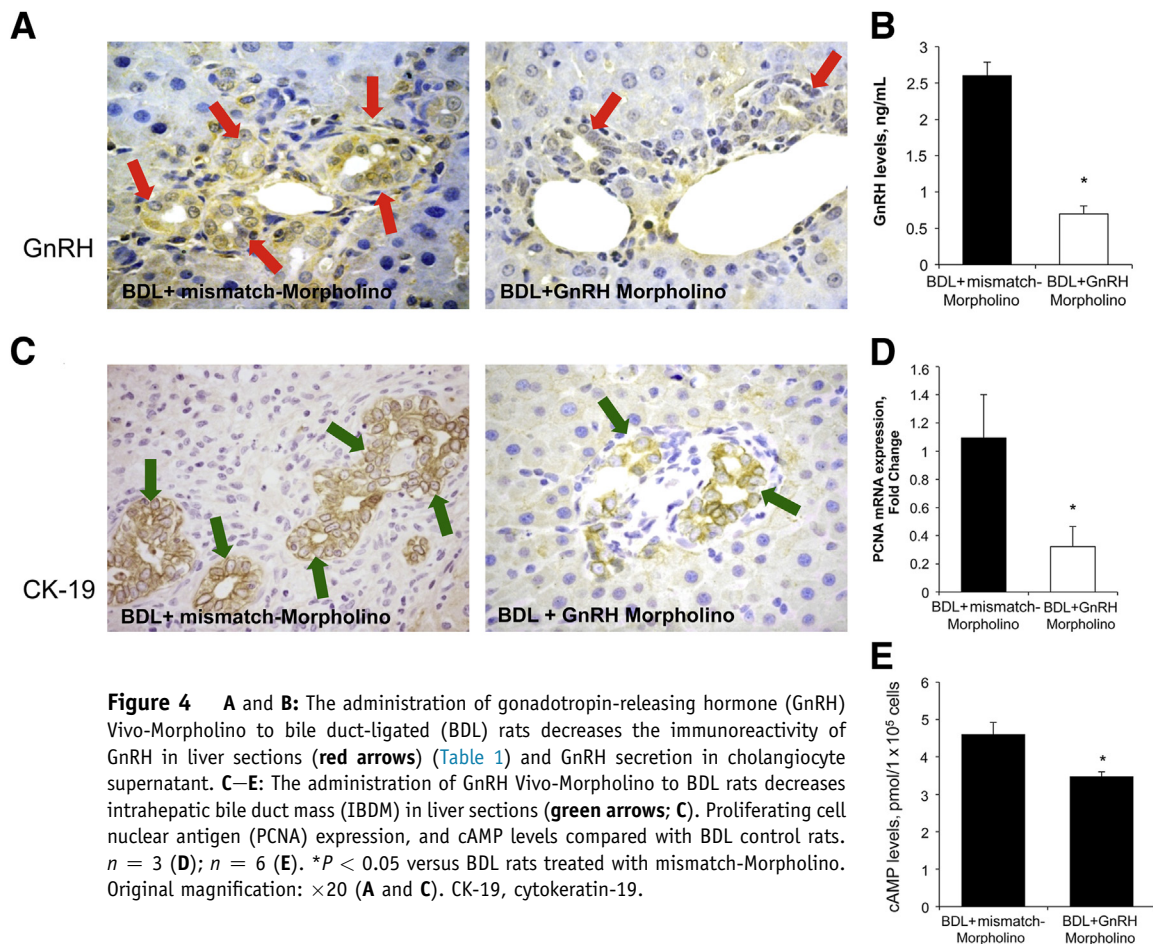 A
GnRH
BDL+ mismatch-Morpholino
BDL+GnRH Morpholino
B
GnRH levels, ng/mL
3
2.5
2
1.5
1
0.5
0
*
BDL+mismatch-
Morpholino
BDL+GnRH
Morpholino
C
CK-19
BDL+ mismatch-Morpholino
BDL + GnRH Morpholino
D
PCNA mRNA expression,
Fold Change
1.6
1.4
1.2
1
0.8
0.6
0.4
0.2
0
*
BDL+mismatch-
Morpholino
BDL+GnRH
Morpholino
E
cAMP levels, pmol/1 x 10⁵ cells
6
5
4
3
2
1
0
*
BDL+mismatch-
Morpholino
BDL+GnRH
Morpholino
Figure 4 A and B: The administration of gonadotropin-releasing hormone (GnRH)
Vivo-Morpholino to bile duct-ligated (BDL) rats decreases the immunoreactivity of
GnRH in liver sections (red arrows) (Table 1) and GnRH secretion in cholangiocyte
supernatant. C–E: The administration of GnRH Vivo-Morpholino to BDL rats decreases
intrahepatic bile duct mass (IBDM) in liver sections (green arrows; C). Proliferating cell
nuclear antigen (PCNA) expression, and cAMP levels compared with BDL control rats.
n = 3 (D); n = 6 (E). *P < 0.05 versus BDL rats treated with mismatch-Morpholino.
Original magnification: ×20 (A and C). CK-19, cytokeratin-19.